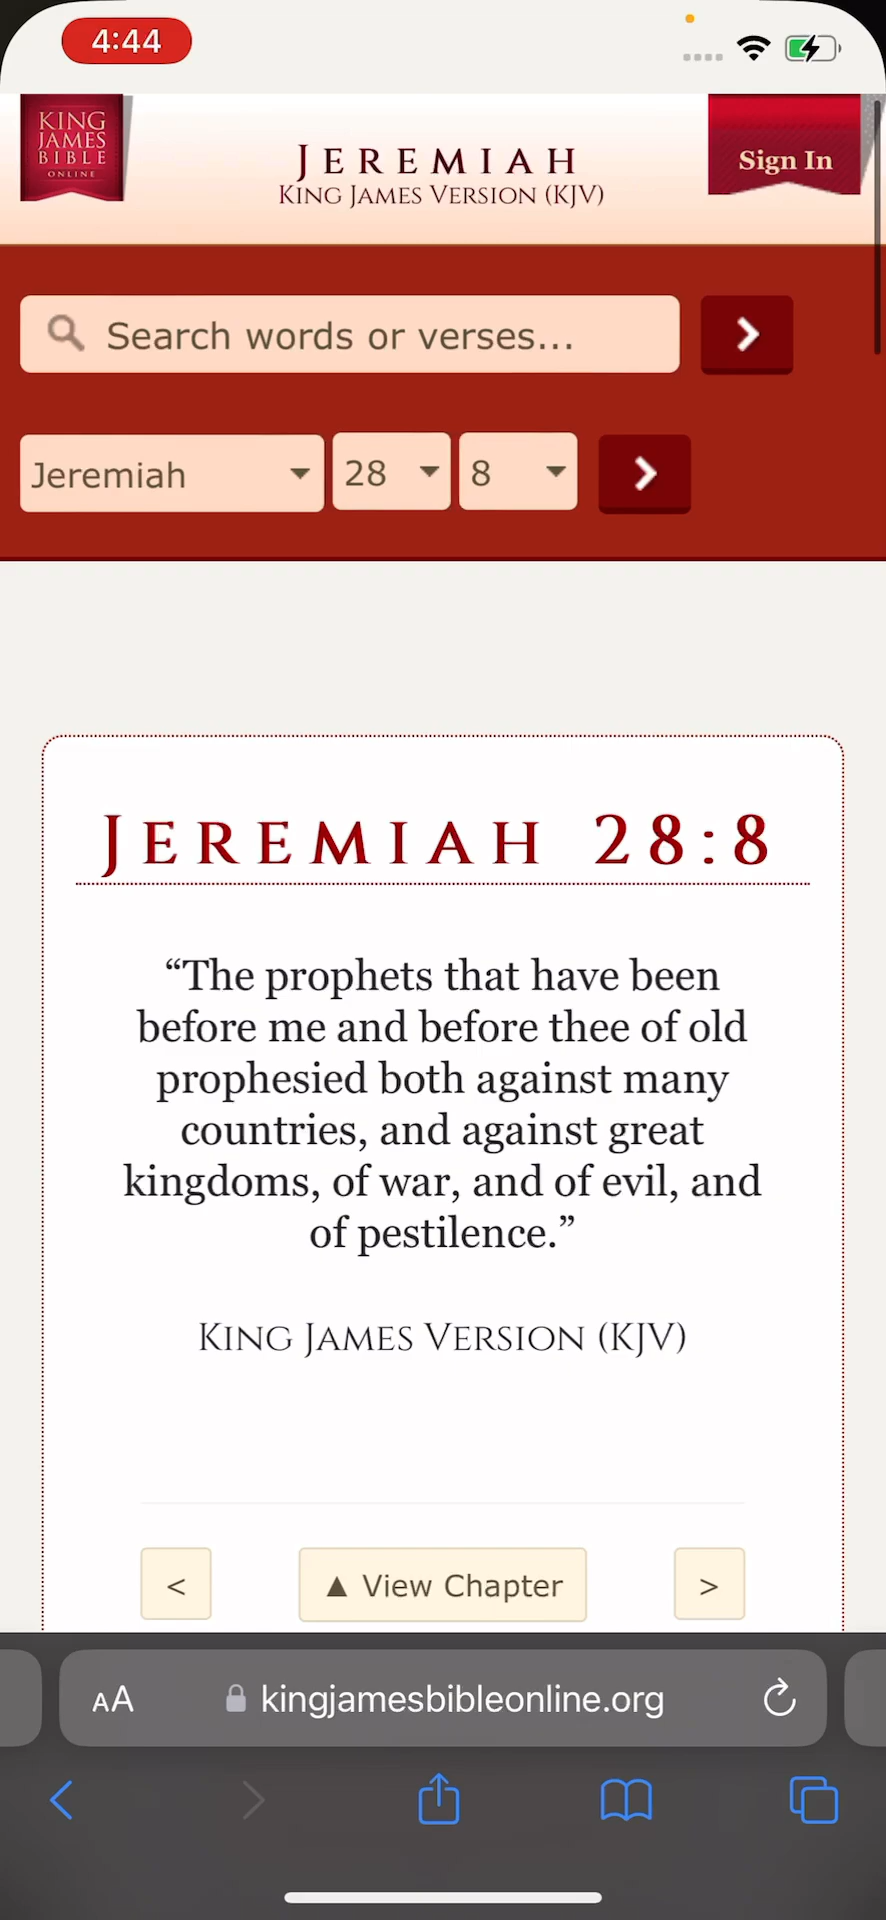 4:44
KING
JAMES
BIBLE
ONLINE
JEREMIAH
KING JAMES VERSION (KJV)
Sign In
Search words or verses...
Jeremiah 28 8
JEREMIAH 28:8
“The prophets that have been
before me and before thee of old
prophesied both against many
countries, and against great
kingdoms, of war, and of evil, and
of pestilence.”
KING JAMES VERSION (KJV)
< ▲ View Chapter >
AA kingjamesbibleonline.org